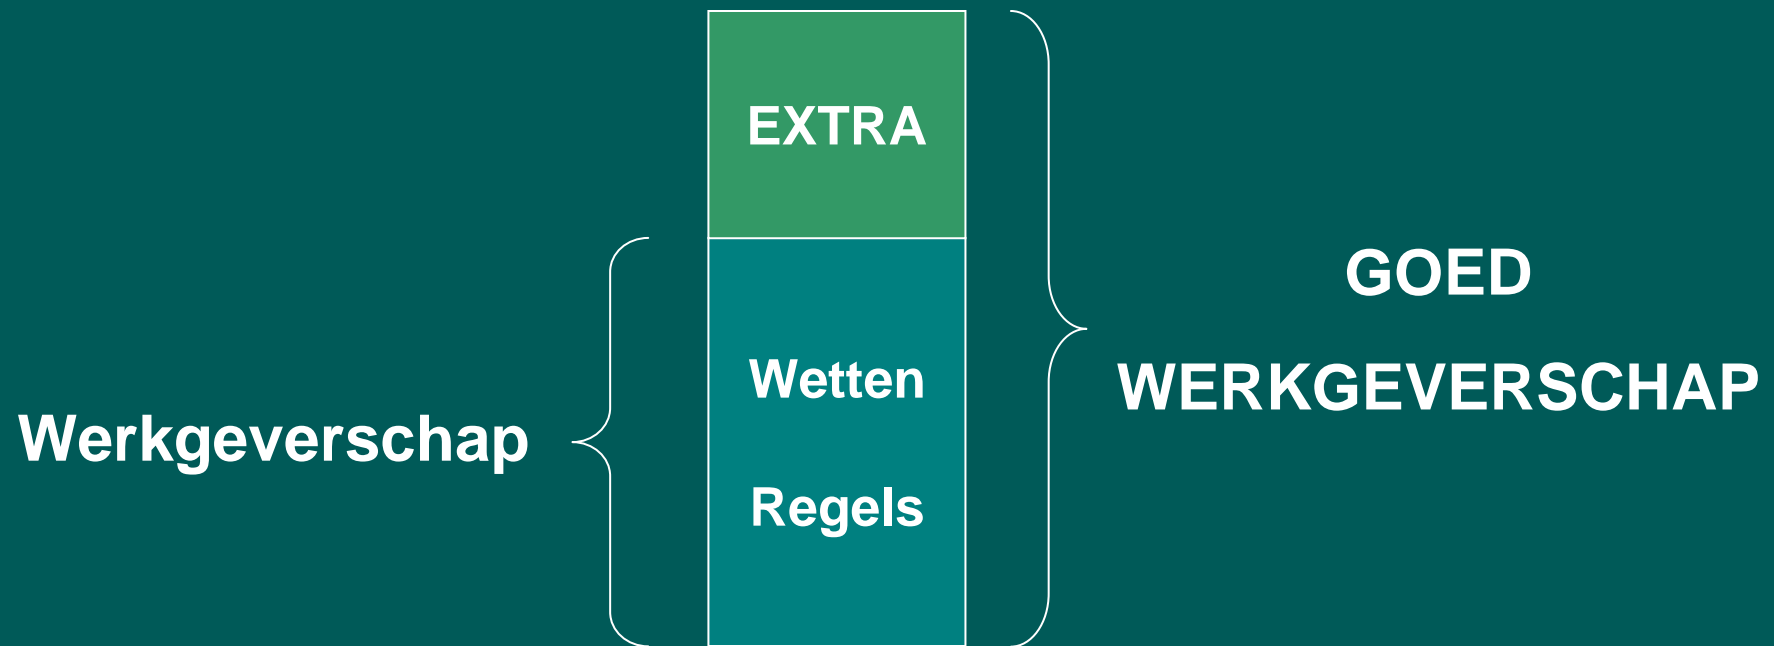 EXTRA
Wetten
Regels
Werkgeverschap
GOED
WERKGEVERSCHAP